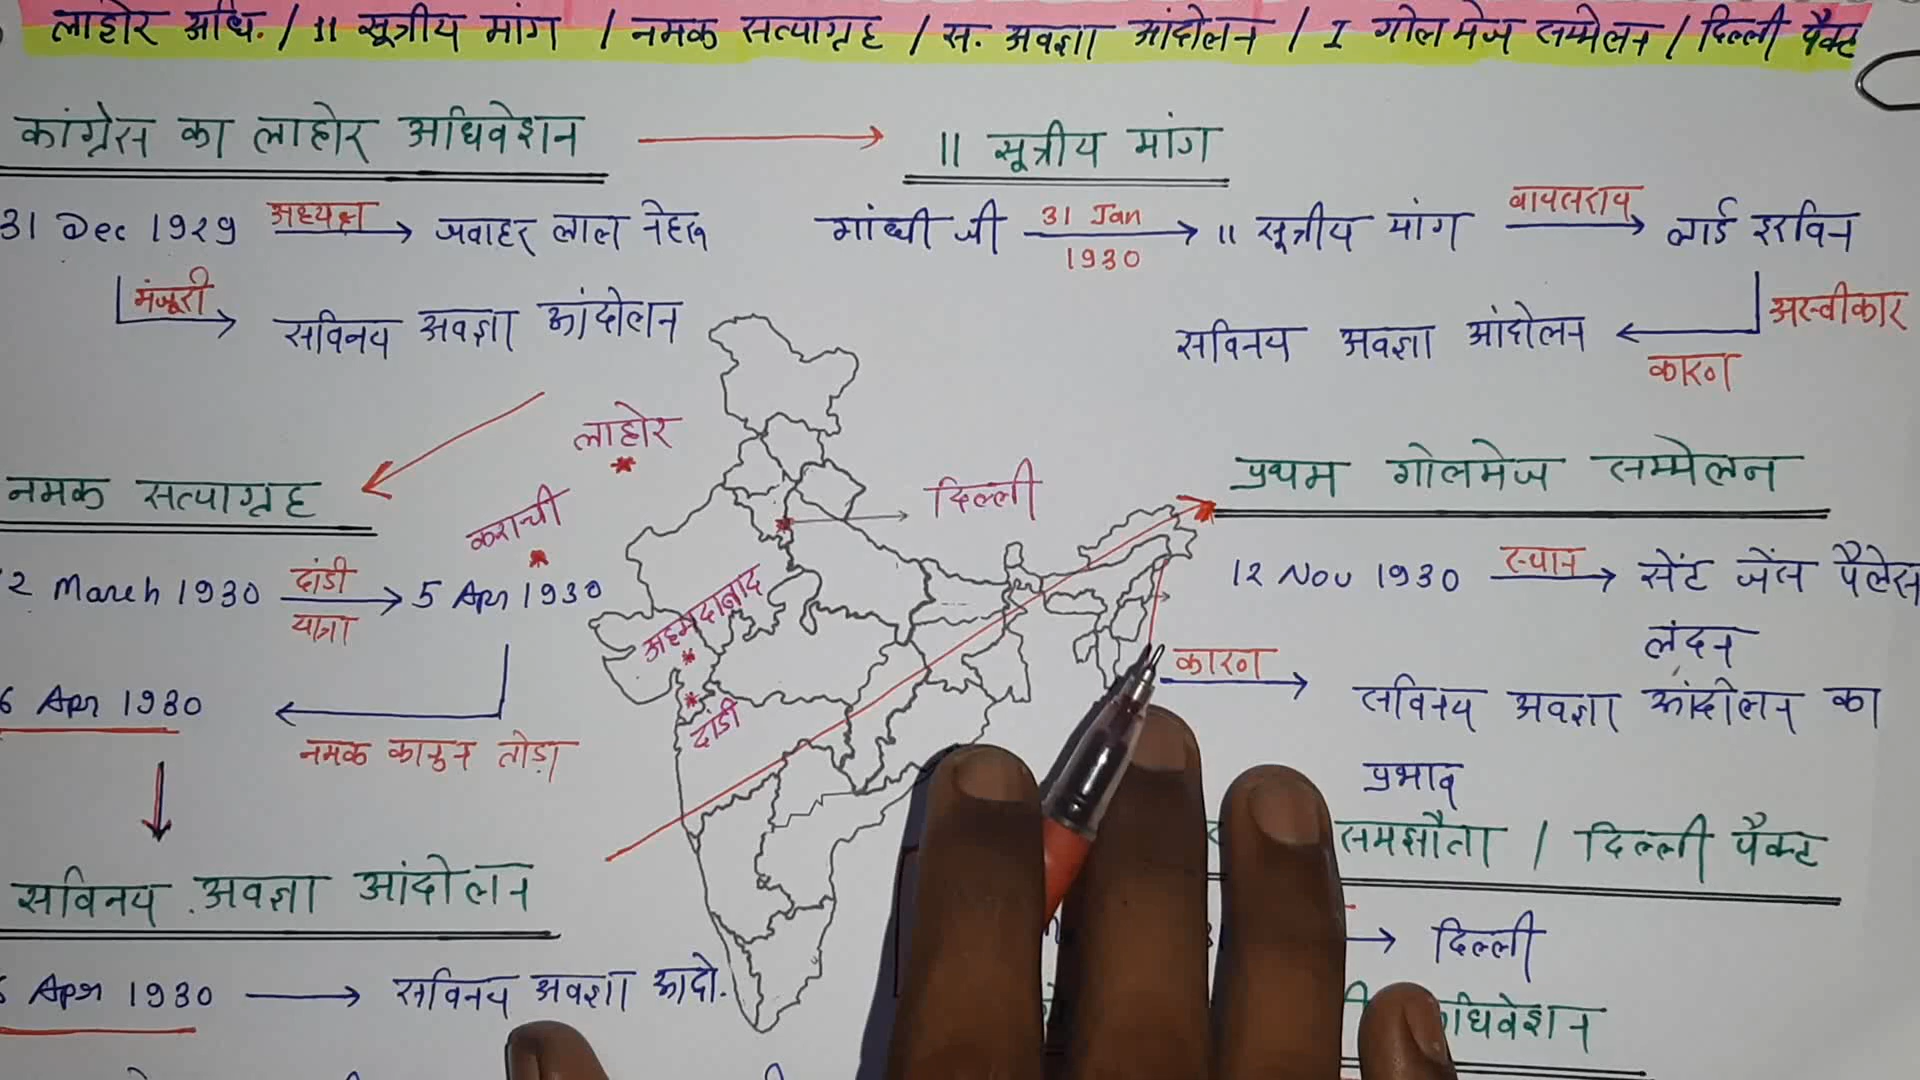 लाहोर अधि. / 11 सूत्रीय मांग / नमक सत्याग्रह / स. अवज्ञा आंदोलन / I गोलमेज सम्मेलन / दिल्ली पैक्ट
कांग्रेस का लाहोर अधिवेशन
31 Dec 1929 अध्यक्ष जवाहर लाल नेहरू
मंजूरी
सविनय अवज्ञा आंदोलन
11 सूत्रीय मांग
गांधी जी 31 Jan 1930 11 सूत्रीय मांग वायसराय लार्ड इरविन
अस्वीकार
सविनय अवज्ञा आंदोलन
कारण
लाहोर
कराची
दिल्ली
अहमदाबाद
दांडी
नमक सत्याग्रह
2 March 1930 दांडी यात्रा 5 Apr 1930
6 Apr 1930
नमक कानुन तोड़ा
सविनय अवज्ञा आंदोलन
6 Apr 1930 सविनय अवज्ञा आंदो.
प्रथम गोलमेज सम्मेलन
12 Nov 1930 स्थान सेंट जेंस पैलेस
लंदन
कारण
सविनय अवज्ञा आंदोलन का
प्रभाव
समझौता / दिल्ली पैक्ट
दिल्ली
धिवेशन